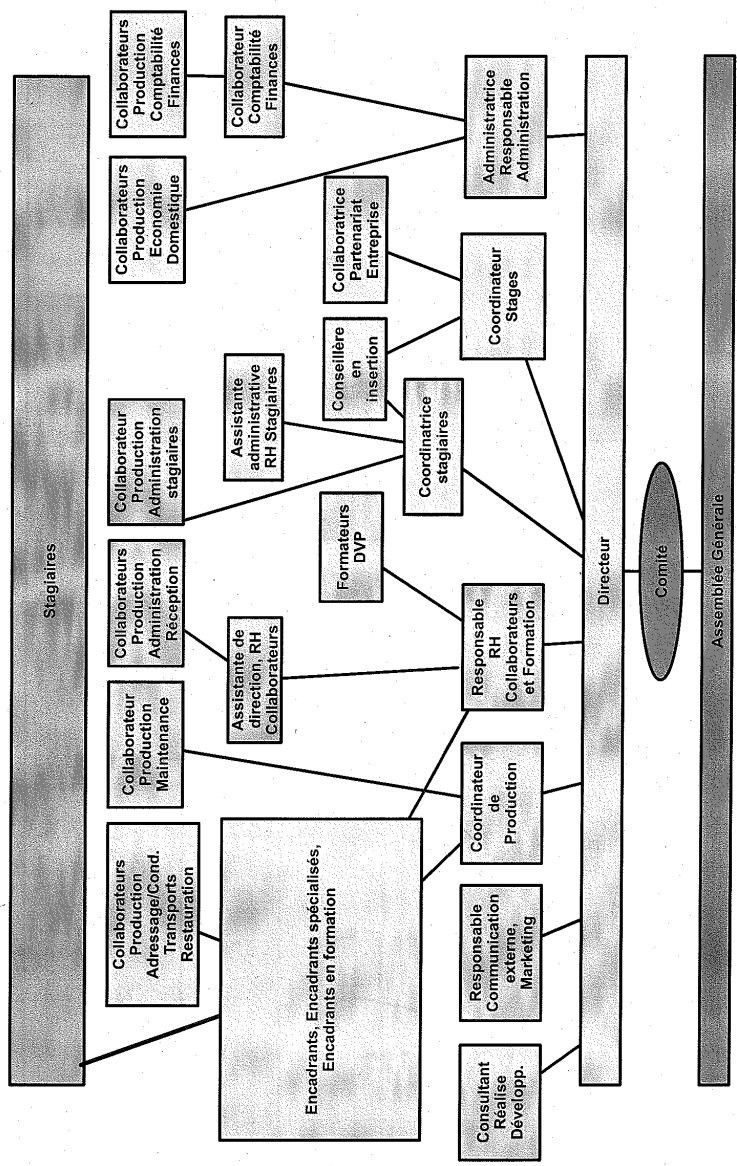 Stagiaires
Collaborateurs
Production
Adressage/Cond.
Transports
Restauration
Collaborateur
Production
Maintenance
Collaborateurs
Production
Administration
Réception
Collaborateur
Production
Administration
stagiaires
Collaborateurs
Production
Economie
Domestique
Collaborateurs
Production
Comptabilité
Finances
Encadrants, Encadrants spécialisés,
Encadrants en formation
Assistante de
direction, RH
Collaborateurs
Assistante
administrative
RH Stagiaires
Collaborateur
Comptabilité
Finances
Formateurs
DVP
Conseillère
en
insertion
Collaboratrice
Partenariat
Entreprise
Coordinatrice
stagiaires
Consultant
Réalise
Développ.
Responsable
Communication
externe,
Marketing
Coordinateur
de
Production
Responsable
RH
Collaborateurs
et Formation
Coordinateur
Stages
Administratrice
Responsable
Administration
Directeur
Comité
Assemblée Générale